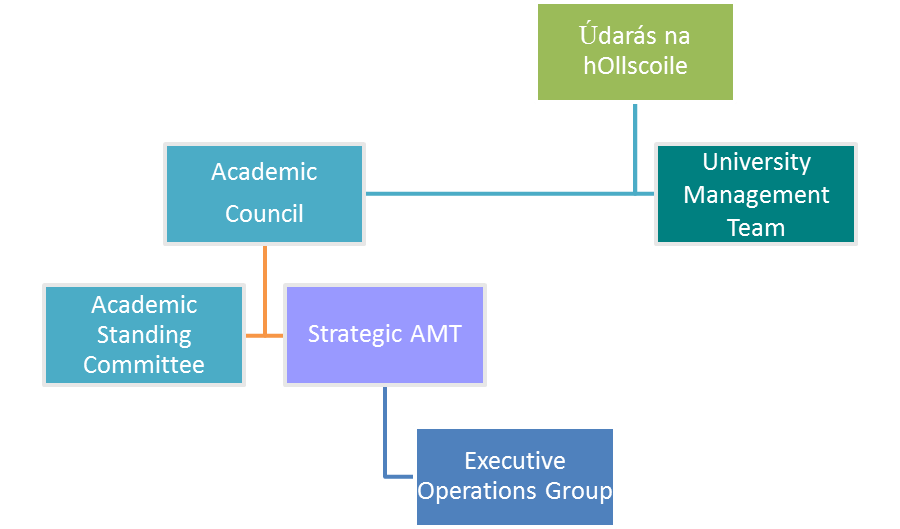 Údarás na
hOllscoile
Academic
Council
University
Management
Team
Academic
Standing
Committee
Strategic AMT
Executive
Operations Group